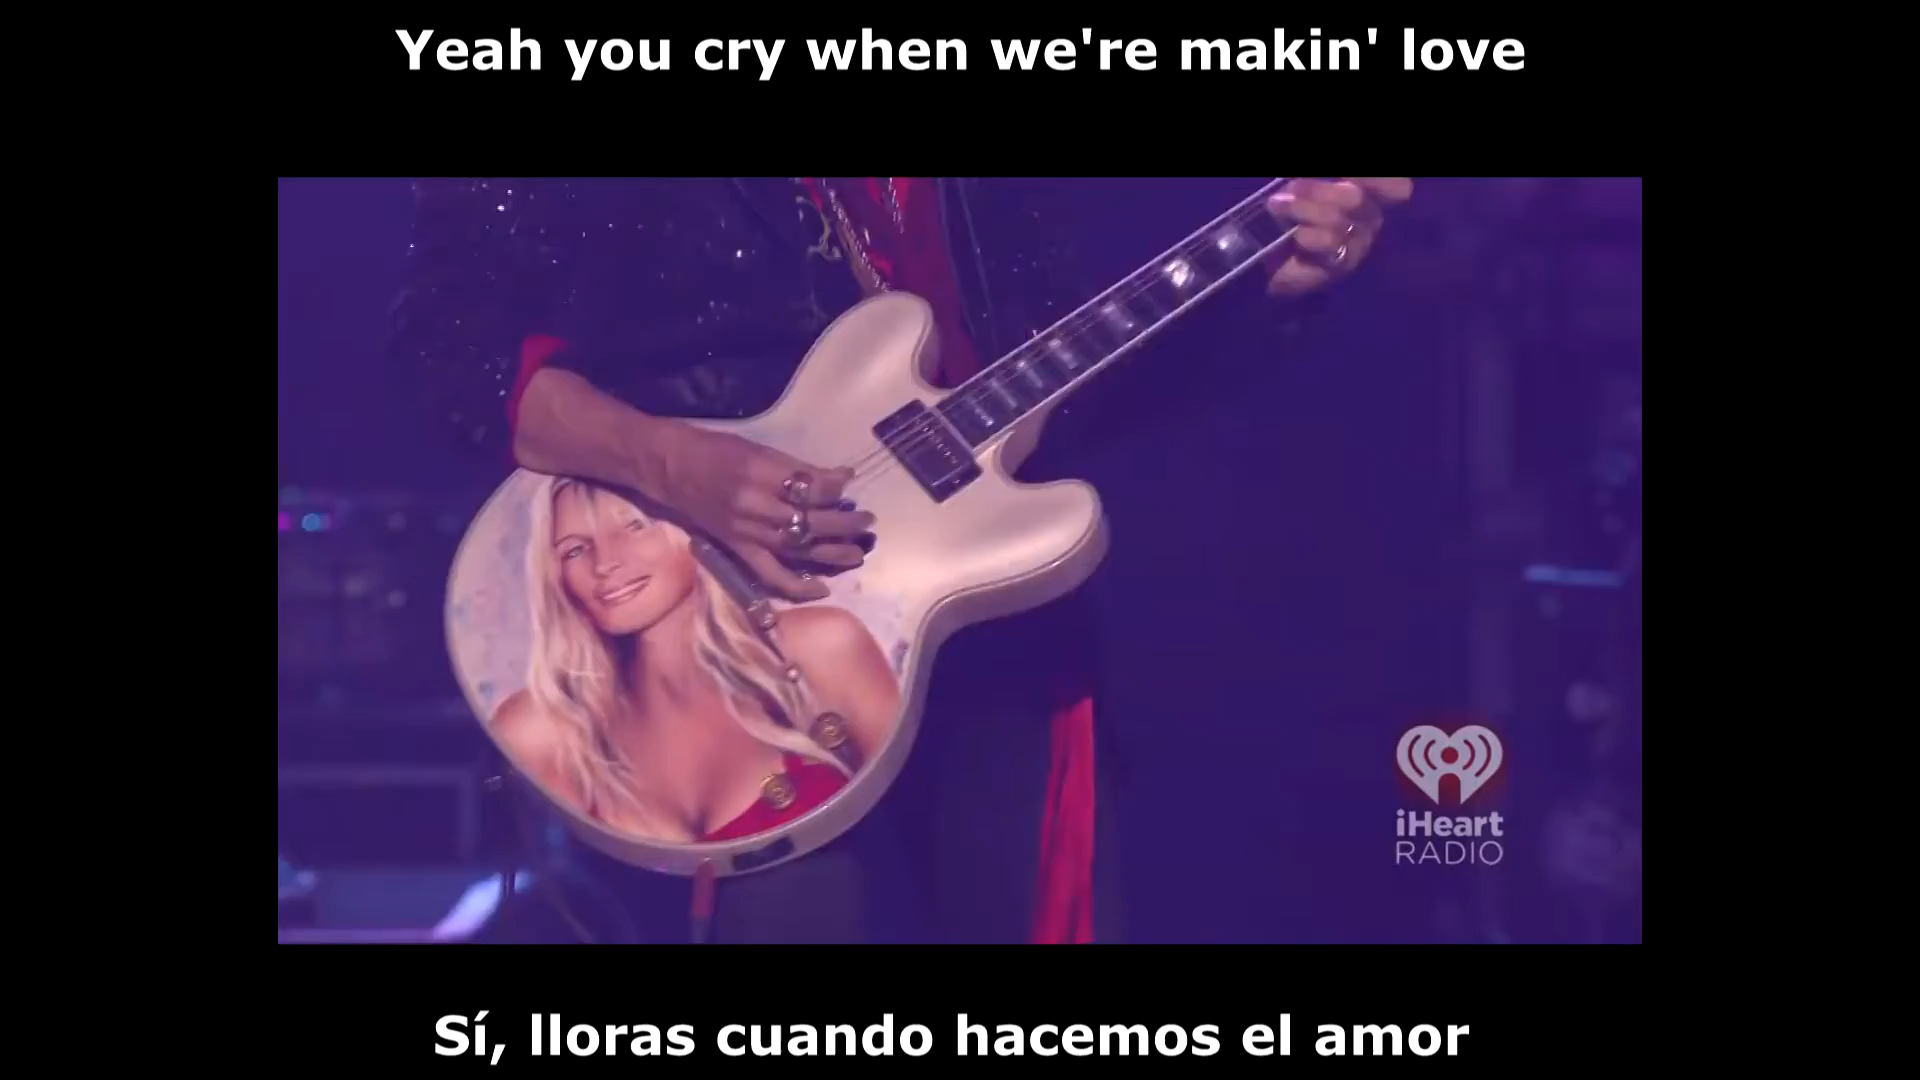 Yeah you cry when we're makin' love
iHeart
RADIO
Sí, lloras cuando hacemos el amor